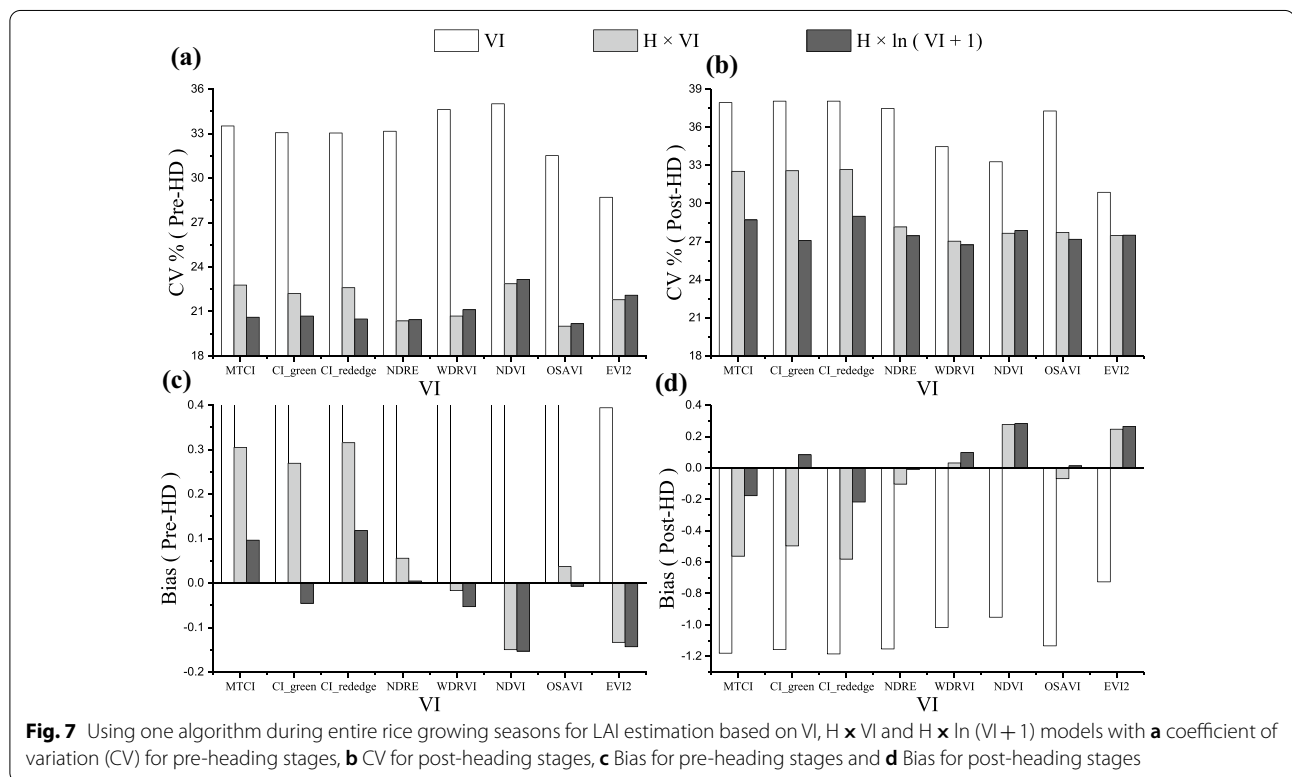 VI
H × VI
H × ln ( VI + 1)
(a)
CV % ( Pre-HD )
36
33
30
27
24
21
18
MTCI CI_green CI_rededge NDRE WDRVI NDVI OSAVI EVI2
VI
(b)
CV % ( Post-HD )
39
36
33
30
27
24
21
18
MTCI CI_green CI_rededge NDRE WDRVI NDVI OSAVI EVI2
VI
(c)
Bias ( Pre-HD )
0.4
0.3
0.2
0.1
0.0
-0.1
-0.2
MTCI CI_green CI_rededge NDRE WDRVI NDVI OSAVI EVI2
VI
(d)
Bias ( Post-HD )
0.4
0.2
0.0
-0.2
-0.4
-0.6
-0.8
-1.0
-1.2
MTCI CI_green CI_rededge NDRE WDRVI NDVI OSAVI EVI2
VI
Fig. 7 Using one algorithm during entire rice growing seasons for LAI estimation based on VI, H x VI and H × ln (VI + 1) models with a coefficient of
variation (CV) for pre-heading stages, b CV for post-heading stages, c Bias for pre-heading stages and d Bias for post-heading stages